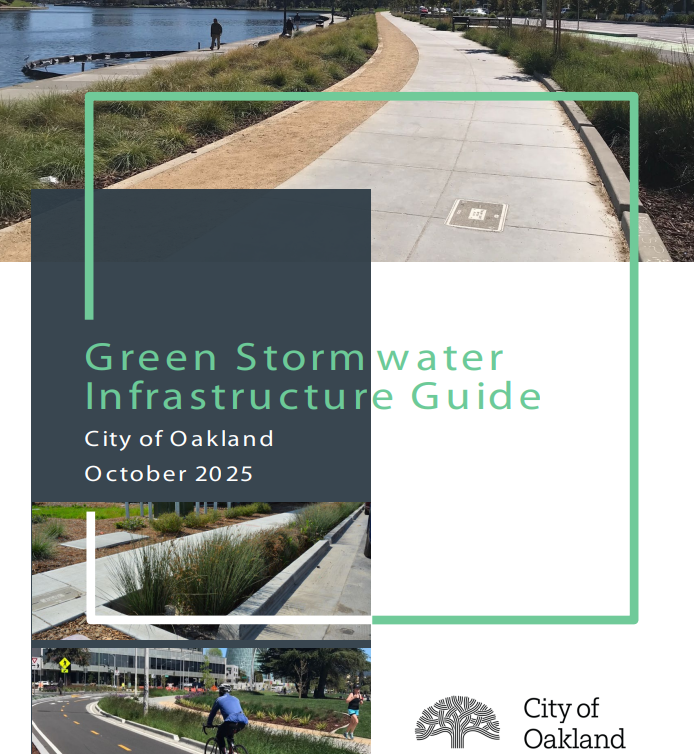 Green Stormwater
Infrastructure Guide
City of Oakland
October 2025
City of
Oakland